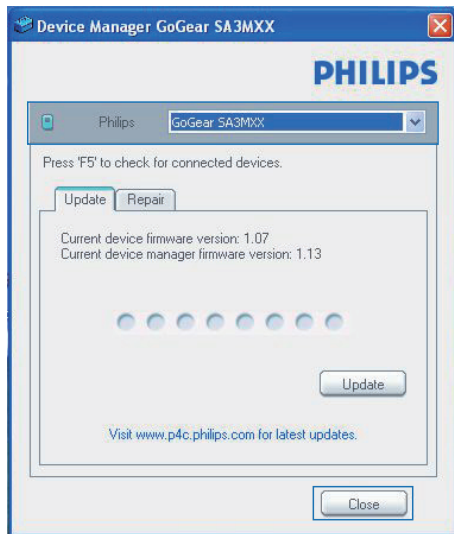 Device Manager GoGear SA3MXX
PHILIPS
Philips GoGear SA3MXX
Press 'F5' to check for connected devices.
Update Repair
Current device firmware version: 1.07
Current device manager firmware version: 1.13
Update
Visit www.p4c.philips.com for latest updates.
Close